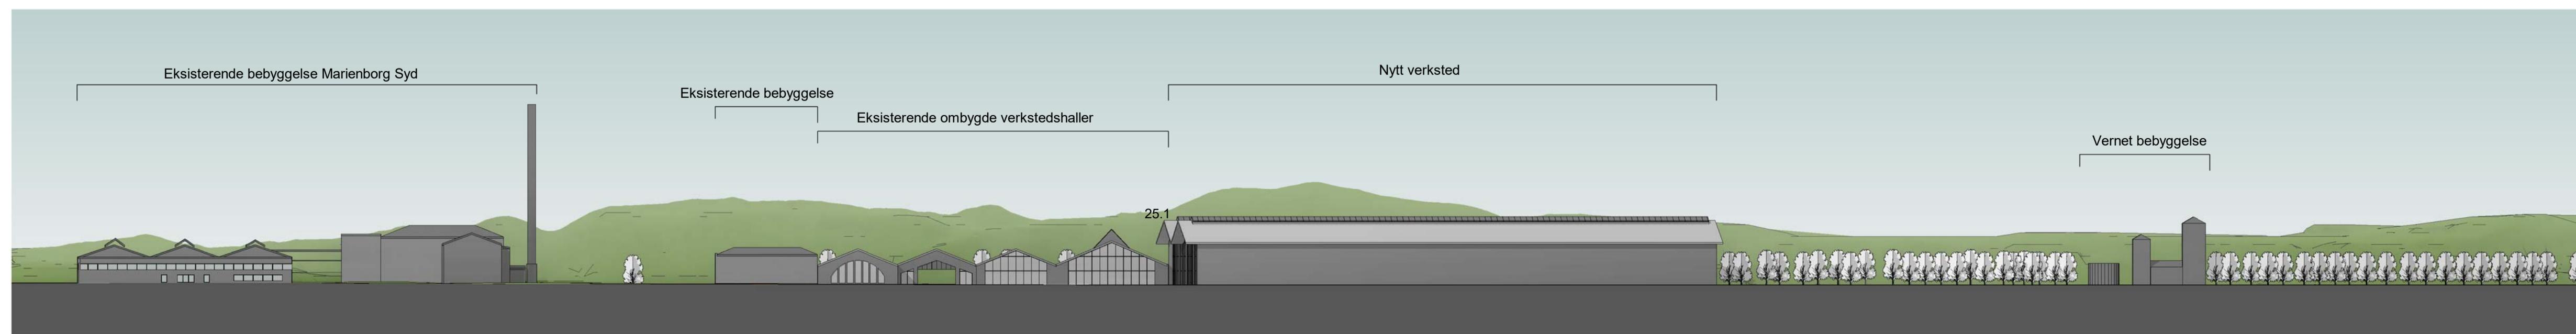 Eksisterende bebyggelse Marienborg Syd
Eksisterende bebyggelse
Eksisterende ombygde verkstedshaller
Nytt verksted
Vernet bebyggelse
25.1